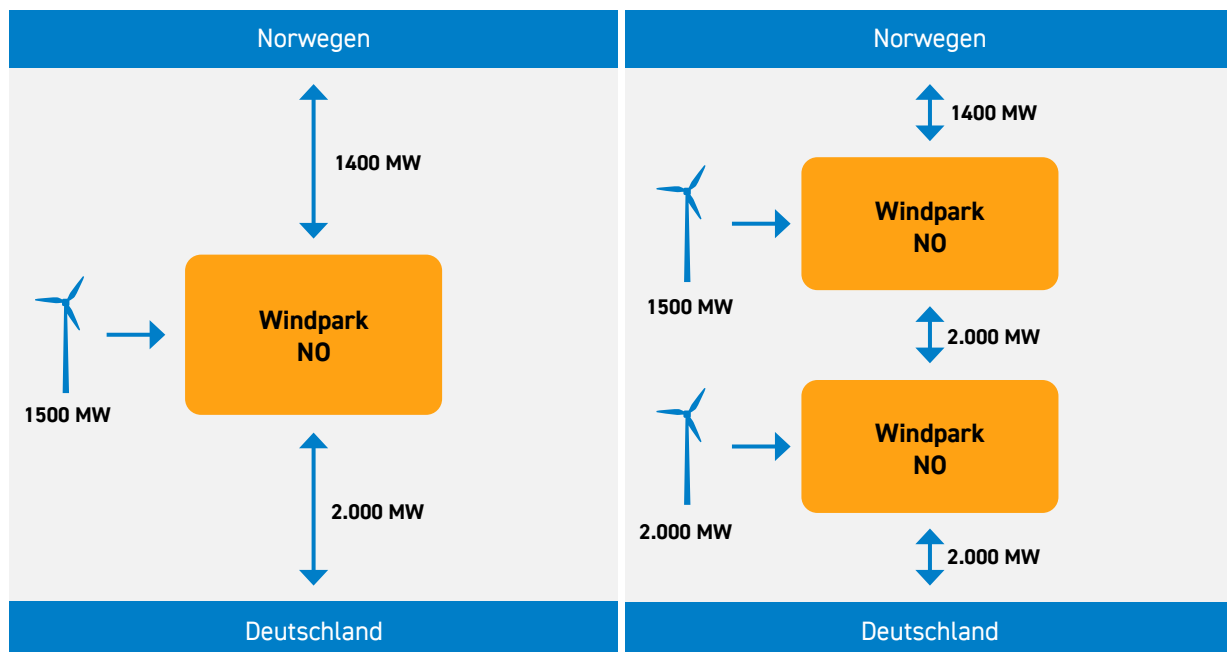 Norwegen
1400 MW
Windpark
NO
1500 MW
2.000 MW
Deutschland
Norwegen
1400 MW
Windpark
NO
1500 MW
2.000 MW
Windpark
NO
2.000 MW
2.000 MW
Deutschland